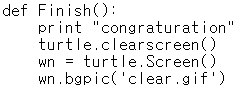 def Finish():
    print "congraturation"
    turtle.clearscreen()
    wn = turtle.Screen()
    wn.bgpic('clear.gif')